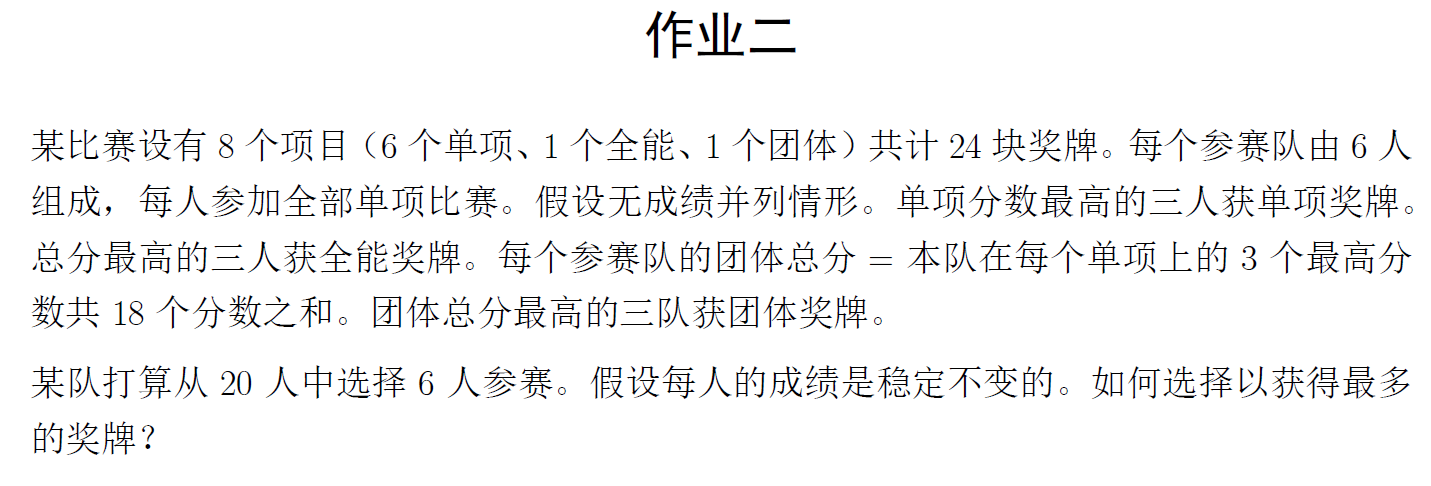 作业二
某比赛设有 8 个项目（6 个单项、1 个全能、1 个团体）共计 24 块奖牌。每个参赛队由 6 人
组成，每人参加全部单项比赛。假设无成绩并列情形。单项分数最高的三人获单项奖牌。
总分最高的三人获全能奖牌。每个参赛队的团体总分 = 本队在每个单项上的 3 个最高分
数共 18 个分数之和。团体总分最高的三队获团体奖牌。
某队打算从 20 人中选择 6 人参赛。假设每人的成绩是稳定不变的。如何选择以获得最多
的奖牌？